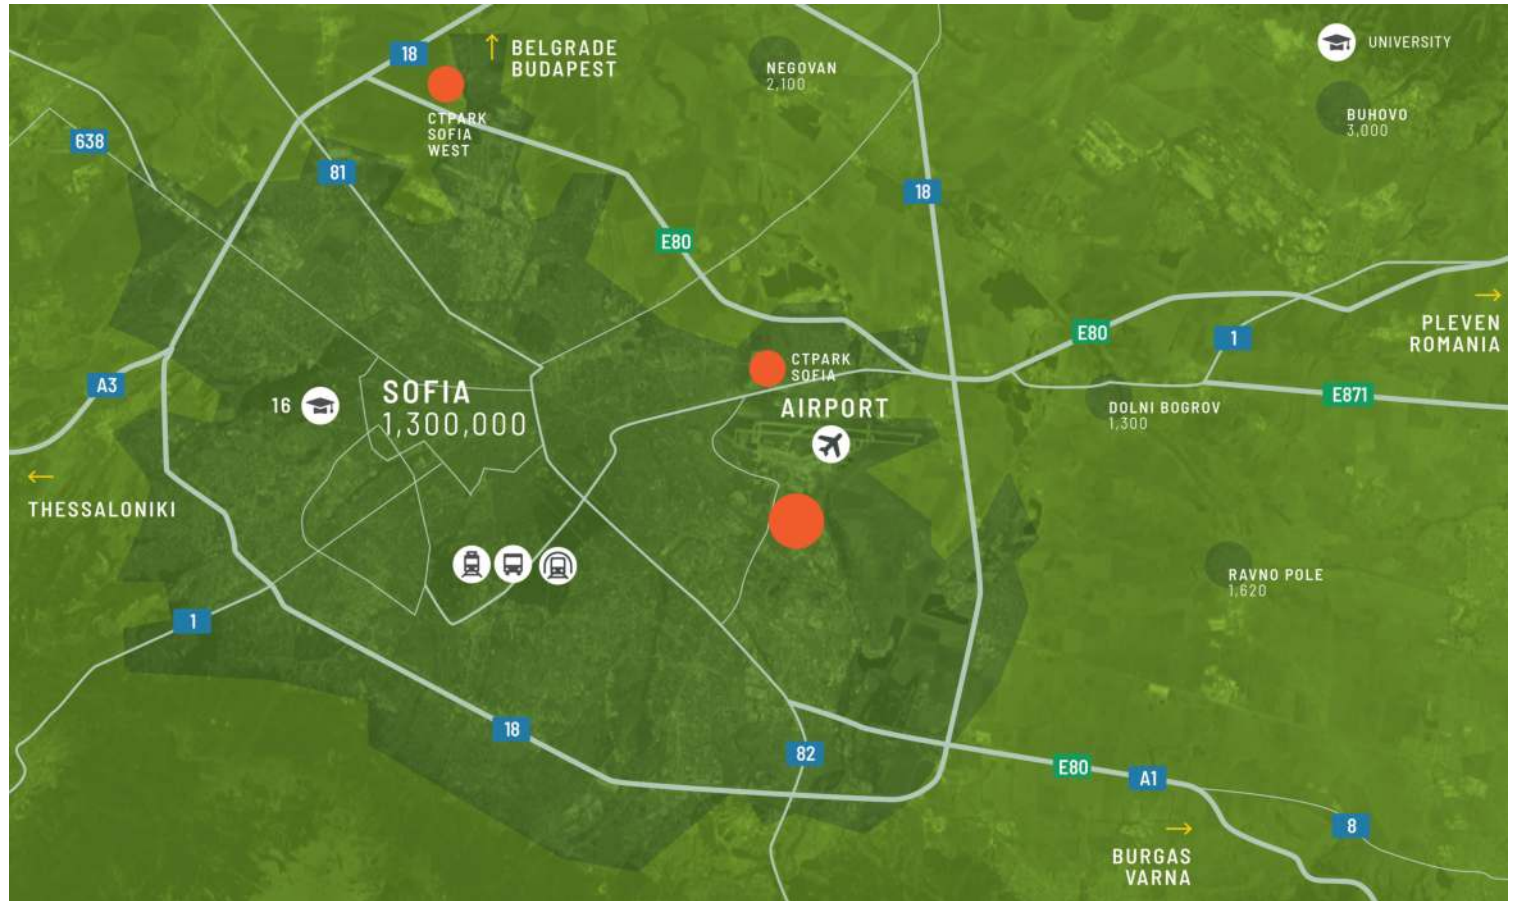 18
BELGRADE
BUDAPEST
NEGOVAN
2,100
UNIVERSITY
BUHOVO
3,000
CTPARK
SOFIA
WEST
638
81
18
E80
PLEVEN
ROMANIA
E80
1
CTPARK
SOFIA
A3
16
SOFIA
1,300,000
AIRPORT
E871
DOLNI BOGROV
1,300
THESSALONIKI
RAVNO POLE
1,620
1
18
82
E80
A1
8
BURGAS
VARNA